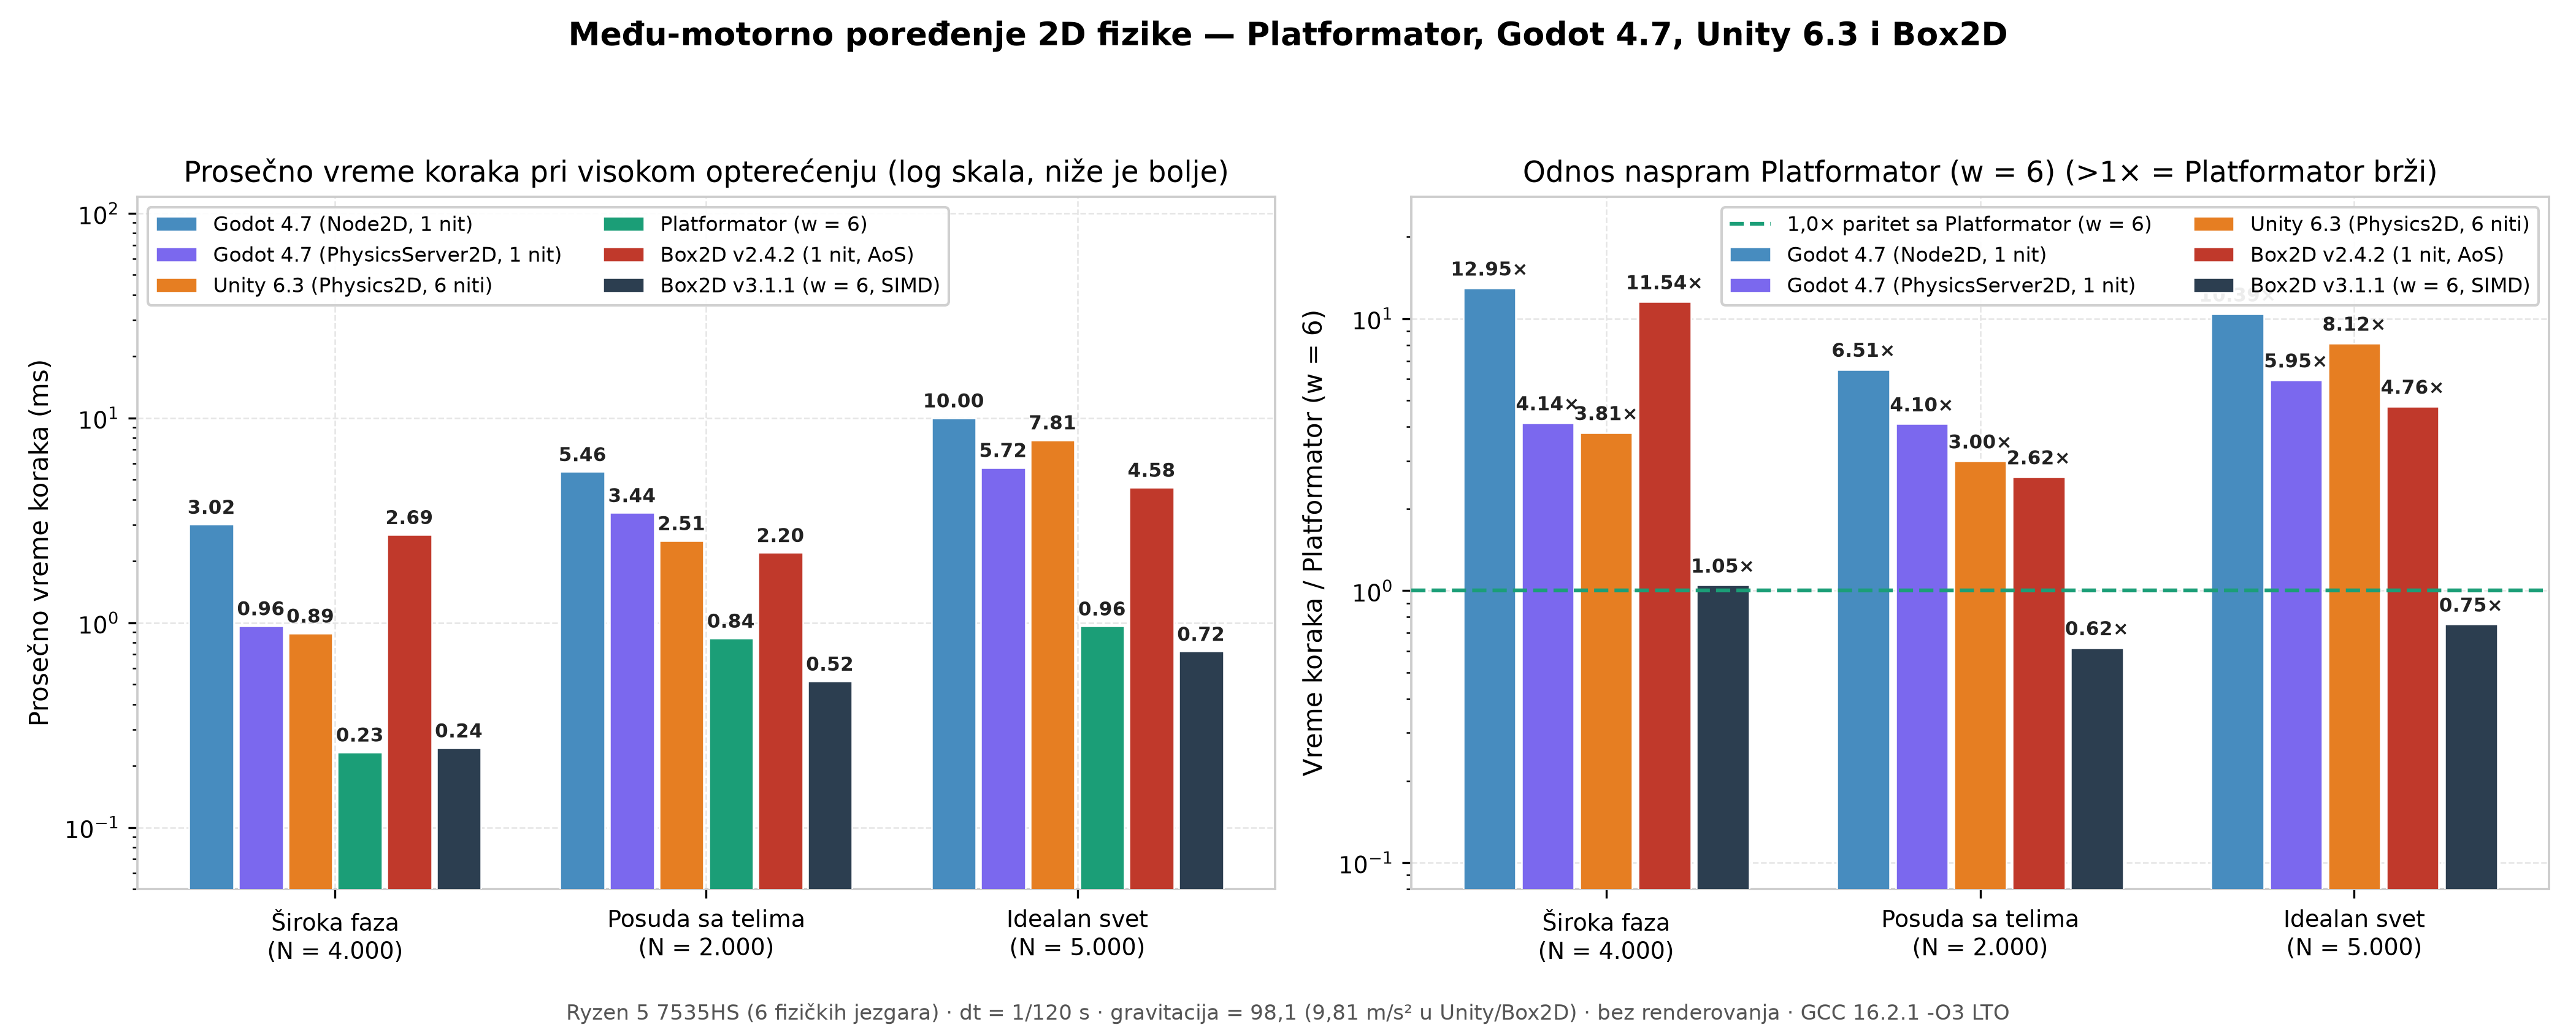 Među-motorno poređenje 2D fizike — Platformator, Godot 4.7, Unity 6.3 i Box2D
Prosečno vreme koraka pri visokom opterećenju (log skala, niže je bolje)
Godot 4.7 (Node2D, 1 nit)
Godot 4.7 (PhysicsServer2D, 1 nit)
Unity 6.3 (Physics2D, 6 niti)
Platformator (w = 6)
Box2D v2.4.2 (1 nit, AoS)
Box2D v3.1.1 (w = 6, SIMD)
Prosečno vreme koraka (ms)
10²
10¹
10⁰
10⁻¹
3.02
0.96
0.89
0.23
2.69
0.24
5.46
3.44
2.51
0.84
2.20
0.52
10.00
5.72
7.81
0.96
4.58
0.72
Široka faza
(N = 4.000)
Posuda sa telima
(N = 2.000)
Idealan svet
(N = 5.000)
Odnos naspram Platformator (w = 6) (>1× = Platformator brži)
1,0× paritet sa Platformator (w = 6)
Godot 4.7 (Node2D, 1 nit)
Godot 4.7 (PhysicsServer2D, 1 nit)
Unity 6.3 (Physics2D, 6 niti)
Box2D v2.4.2 (1 nit, AoS)
Box2D v3.1.1 (w = 6, SIMD)
Vreme koraka / Platformator (w = 6)
10¹
10⁰
10⁻¹
12.95×
4.14×
3.81×
11.54×
1.05×
6.51×
4.10×
3.00×
2.62×
0.62×
10.39×
5.95×
8.12×
4.76×
0.75×
Široka faza
(N = 4.000)
Posuda sa telima
(N = 2.000)
Idealan svet
(N = 5.000)
Ryzen 5 7535HS (6 fizičkih jezgara) · dt = 1/120 s · gravitacija = 98,1 (9,81 m/s² u Unity/Box2D) · bez renderovanja · GCC 16.2.1 -O3 LTO